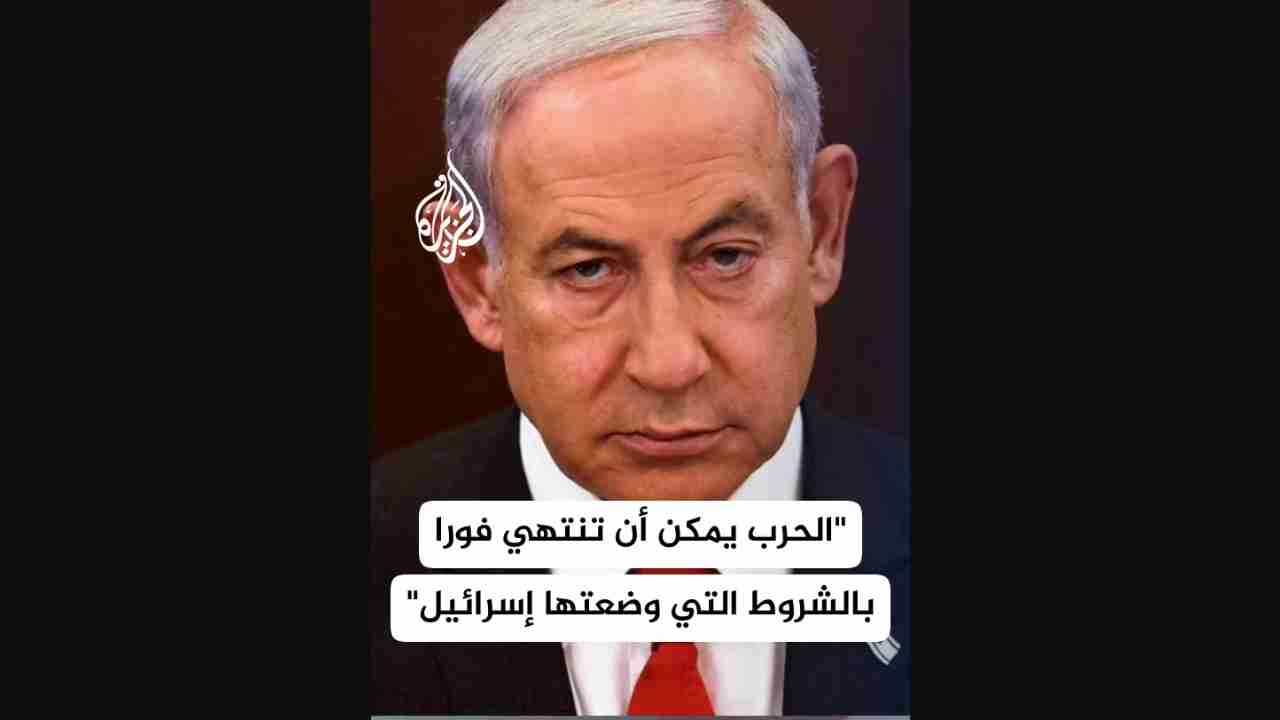 الجزيرة
"الحرب يمكن أن تنتهي فورا
بالشروط التي وضعتها إسرائيل"